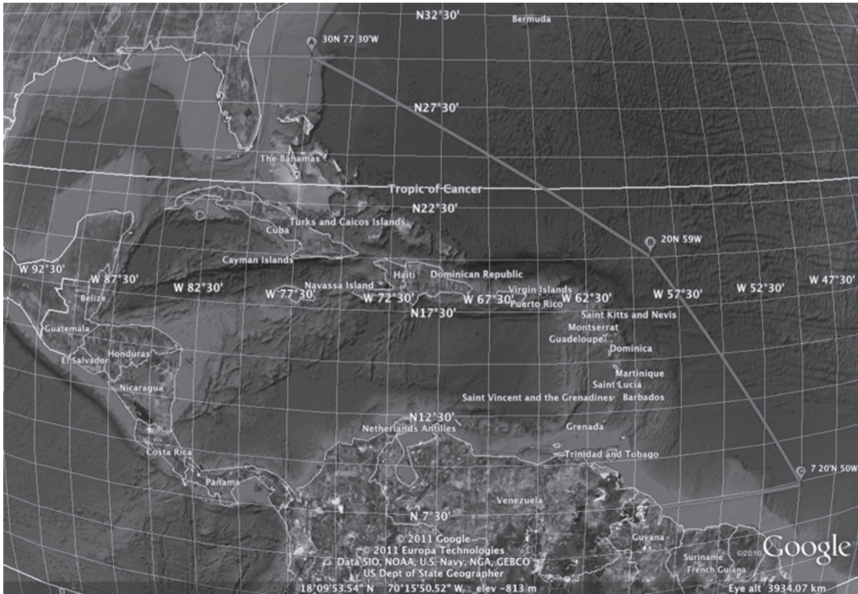 N32°30'
Bermuda
30N 77 30'W
N27°30'
The Bahamas
Tropic of Cancer
N22°30'
Turks and Caicos Islands
Cuba
20N 59W
Cayman Islands
W 92°30'
W 87°30'
W 82°30'
W 77°30'
Navassa Island
Haiti
Dominican Republic
W 72°30'
W 67°30'
Virgin Islands
Puerto Rico
W 62°30'
W 57°30'
W 52°30'
W 47°30'
Belize
N17°30'
Saint Kitts and Nevis
Montserrat
Guadeloupe
Guatemala
Dominica
Honduras
El Salvador
Martinique
Nicaragua
Saint Lucia
Saint Vincent and the Grenadines
Barbados
N12°30'
Netherlands Antilles
Grenada
Costa Rica
Trinidad and Tobago
7 20'N 50W
Panama
Venezuela
N 7°30'
Guyana
© 2011 Google
© 2011 Europa Technologies
Data SIO, NOAA, U.S. Navy, NGA, GEBCO
US Dept of State Geographer
Suriname
French Guiana
©2010 Google
18°09'53.54" N 70°15'50.52" W elev -813 m
Eye alt 3934.07 km